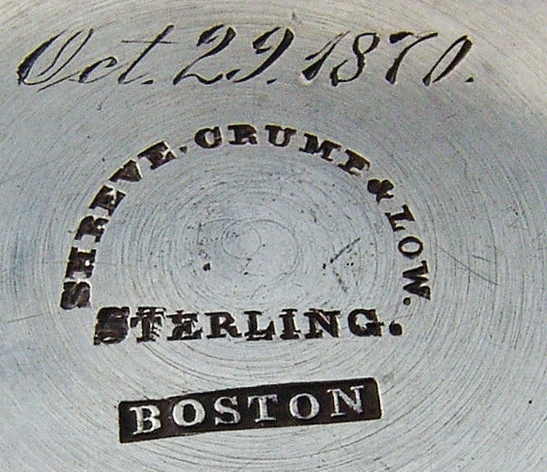 Oct. 29. 1870.
SHREVE. CRUMP & LOW.
STERLING.
BOSTON